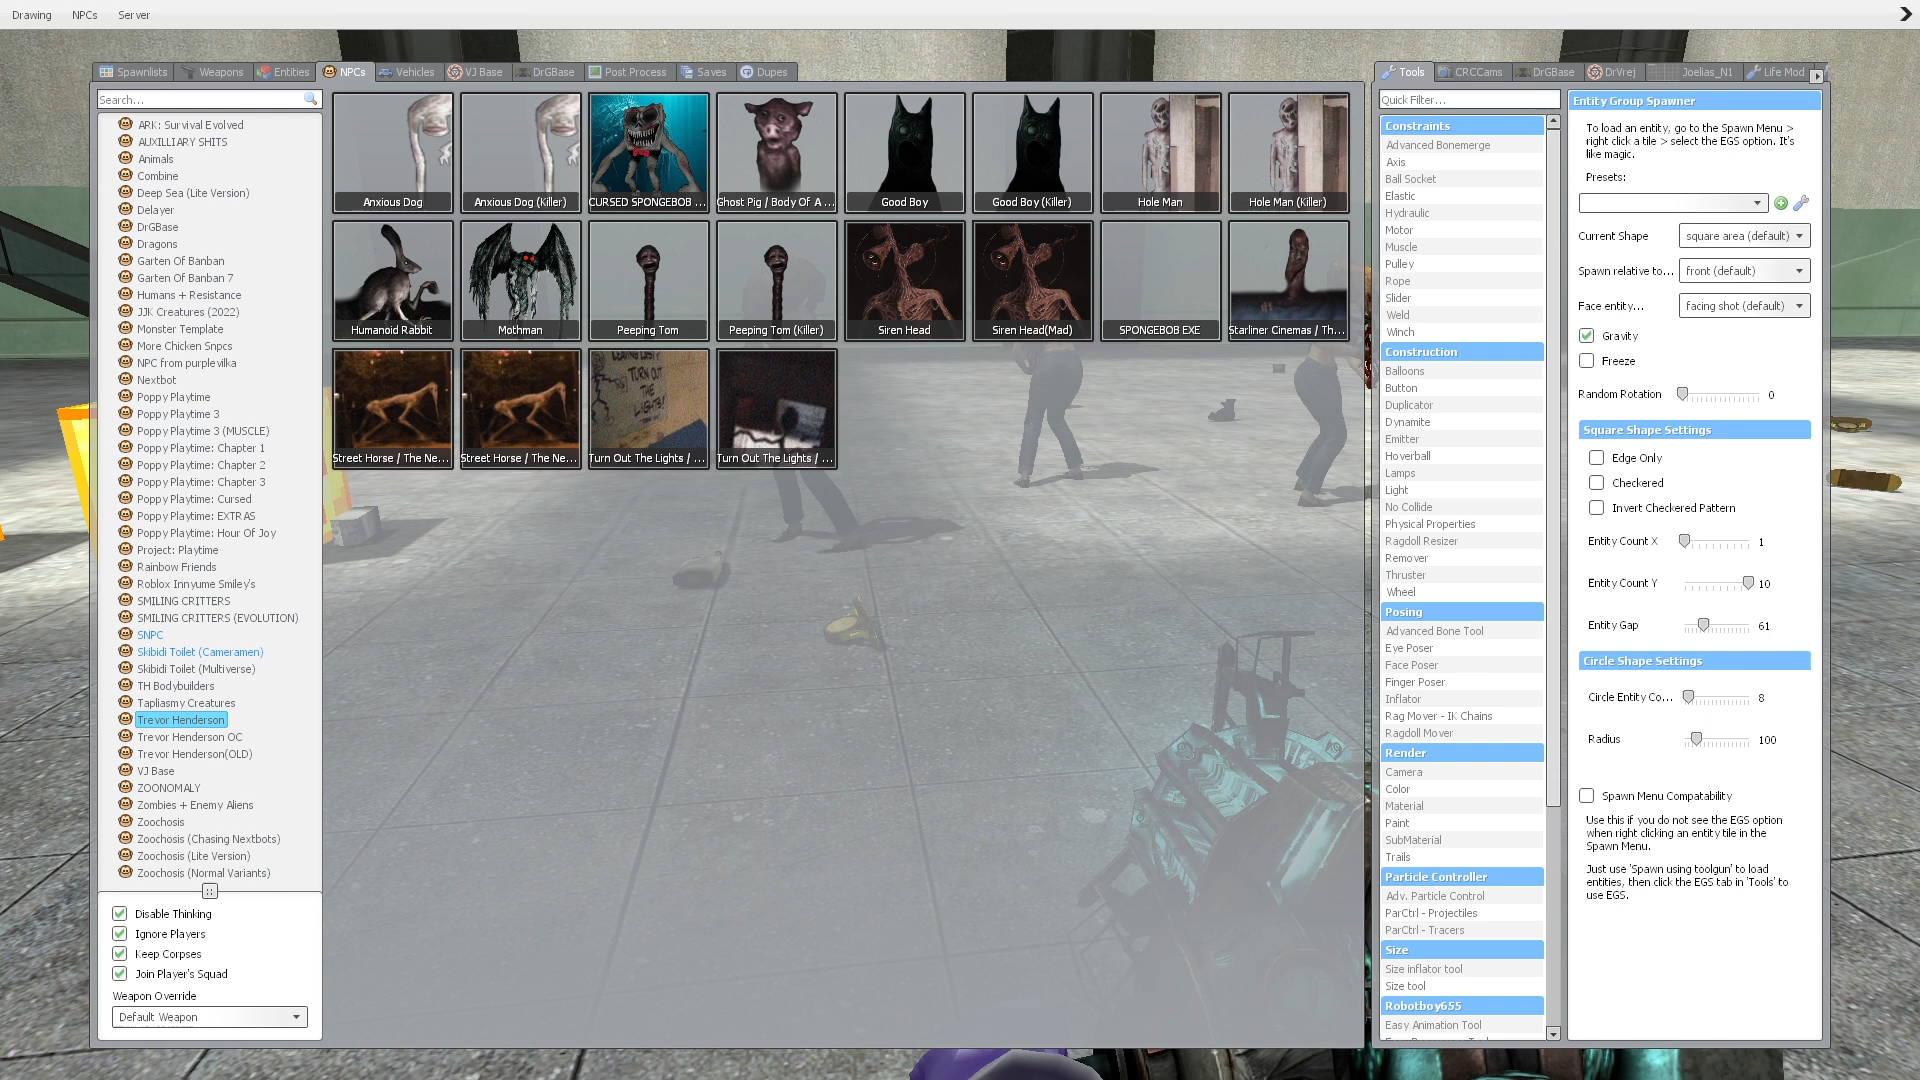 Drawing NPCs Server
Spawnlists Weapons Entities NPCs Vehicles VJ Base DrGBase Post Process Saves Dupes
Search...
ARK: Survival Evolved
AUXILLIARY SHITS
Animals
Combine
Deep Sea (Lite Version)
Delayer
DrGBase
Dragons
Garten Of Banban
Garten Of Banban 7
Humans + Resistance
JJK Creatures (2022)
Monster Template
More Chicken Snpcs
NPC from purplevilka
Nextbot
Poppy Playtime
Poppy Playtime 3
Poppy Playtime 3 (MUSCLE)
Poppy Playtime: Chapter 1
Poppy Playtime: Chapter 2
Poppy Playtime: Chapter 3
Poppy Playtime: Cursed
Poppy Playtime: EXTRAS
Poppy Playtime: Hour Of Joy
Project: Playtime
Rainbow Friends
Roblox Innyume Smiley's
SMILING CRITTERS
SMILING CRITTERS (EVOLUTION)
SNPC
Skibidi Toilet (Cameramen)
Skibidi Toilet (Multiverse)
TH Bodybuilders
Tapliasmy Creatures
Trevor Henderson
Trevor Henderson OC
Trevor Henderson(OLD)
VJ Base
ZOONOMALY
Zombies + Enemy Aliens
Zoochosis
Zoochosis (Chasing Nextbots)
Zoochosis (Lite Version)
Zoochosis (Normal Variants)
Disable Thinking
Ignore Players
Keep Corpses
Join Player's Squad
Weapon Override
Default Weapon
Anxious Dog
Anxious Dog (Killer)
CURSED SPONGEBOB ...
Ghost Pig / Body Of A ...
Good Boy
Good Boy (Killer)
Hole Man
Hole Man (Killer)
Humanoid Rabbit
Mothman
Peeping Tom
Peeping Tom (Killer)
Siren Head
Siren Head(Mad)
SPONGEBOB EXE
Starliner Cinemas / Th...
Street Horse / The Ne...
Street Horse / The Ne...
TURN OUT
THE
LIGHTS!
Turn Out The Lights / ...
Turn Out The Lights / ...
Tools CRCCams DrGBase DrVrej Joelias_N1 Life Mod
Quick Filter...
Constraints
Advanced Bonemerge
Axis
Ball Socket
Elastic
Hydraulic
Motor
Muscle
Pulley
Rope
Slider
Weld
Winch
Construction
Balloons
Button
Duplicator
Dynamite
Emitter
Hoverball
Lamps
Light
No Collide
Physical Properties
Ragdoll Resizer
Remover
Thruster
Wheel
Posing
Advanced Bone Tool
Eye Poser
Face Poser
Finger Poser
Inflator
Rag Mover - IK Chains
Ragdoll Mover
Render
Camera
Color
Material
Paint
SubMaterial
Trails
Particle Controller
Adv. Particle Control
ParCtrl - Projectiles
ParCtrl - Tracers
Size
Size inflator tool
Size tool
Robotboy655
Easy Animation Tool
Entity Group Spawner
To load an entity, go to the Spawn Menu >
right click a tile > select the EGS option. It's
like magic.
Presets:
Current Shape square area (default)
Spawn relative to... front (default)
Face entity... facing shot (default)
Gravity
Freeze
Random Rotation 0
Square Shape Settings
Edge Only
Checkered
Invert Checkered Pattern
Entity Count X 1
Entity Count Y 10
Entity Gap 61
Circle Shape Settings
Circle Entity Co... 8
Radius 100
Spawn Menu Compatability
Use this if you do not see the EGS option
when right clicking an entity tile in the
Spawn Menu.
Just use 'Spawn using toolgun' to load
entities, then click the EGS tab in 'Tools' to
use EGS.